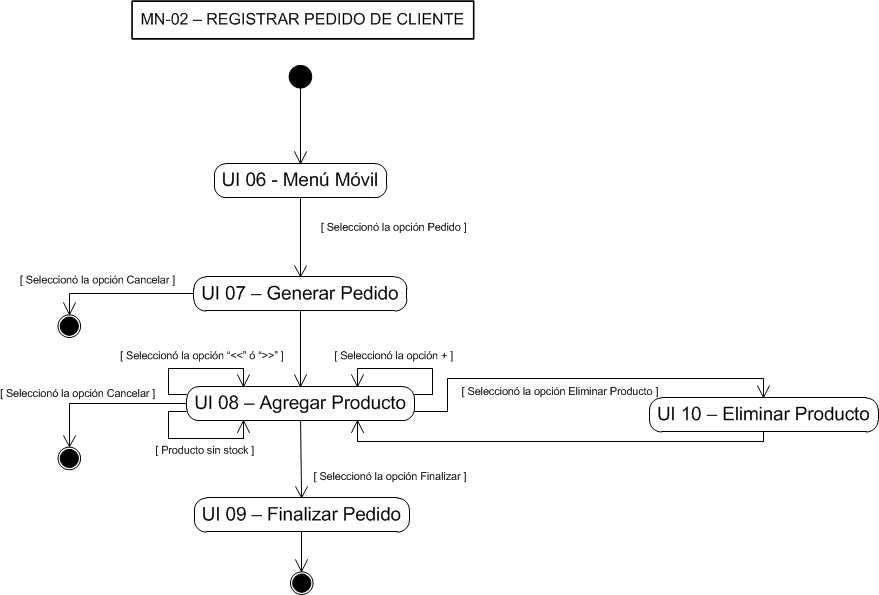 MN-02 – REGISTRAR PEDIDO DE CLIENTE
UI 06 - Menú Móvil
[ Seleccionó la opción Pedido ]
[ Seleccionó la opción Cancelar ]
UI 07 – Generar Pedido
[ Seleccionó la opción “<<” ó “>>” ]
[ Seleccionó la opción + ]
[ Seleccionó la opción Cancelar ]
UI 08 – Agregar Producto
[ Seleccionó la opción Eliminar Producto ]
UI 10 – Eliminar Producto
[ Producto sin stock ]
[ Seleccionó la opción Finalizar ]
UI 09 – Finalizar Pedido